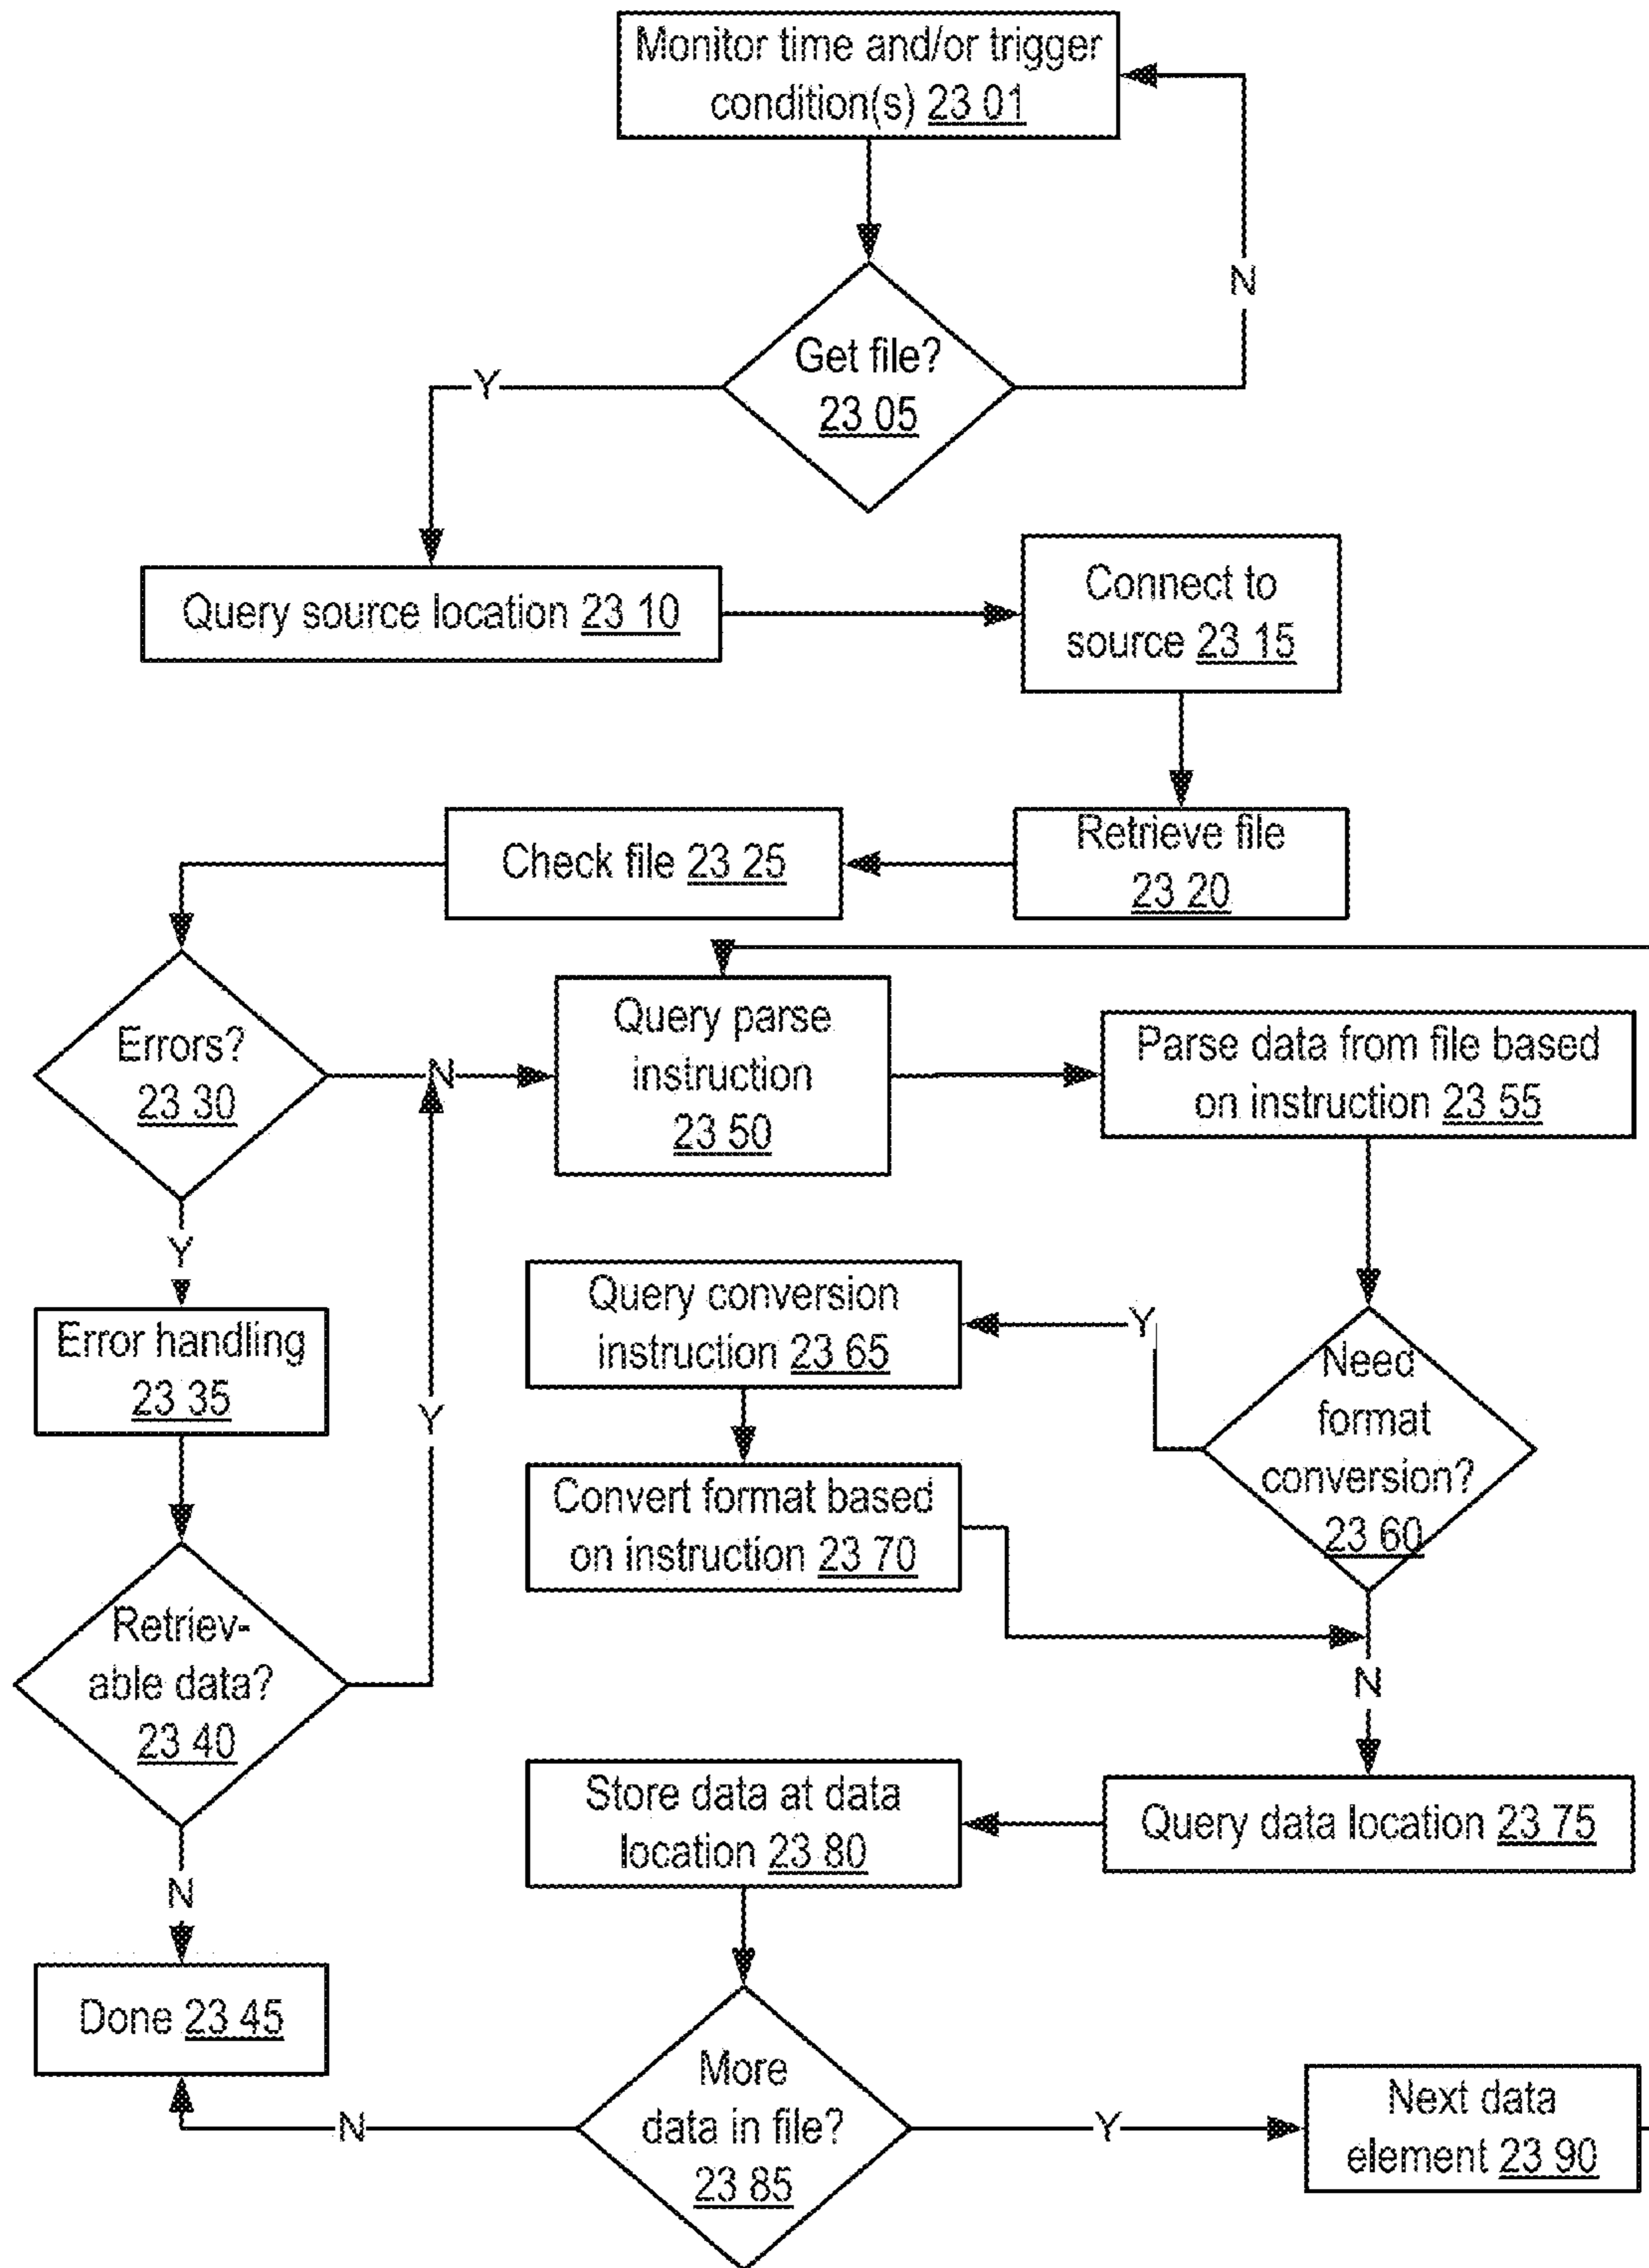 Monitor time and/or trigger
condition(s) 23 01
N
Get file?
23 05
Y
Query source location 23 10
Connect to
source 23 15
Retrieve file
23 20
Check file 23 25
Errors?
23 30
N
Query parse
instruction
23 50
Parse data from file based
on instruction 23 55
Y
Error handling
23 35
Y
Query conversion
instruction 23 65
Y
Need
format
conversion?
23 60
Convert format based
on instruction 23 70
Retriev-
able data?
23 40
N
Store data at data
location 23 80
Query data location 23 75
N
Done 23 45
More
data in file?
23 85
N
Y
Next data
element 23 90